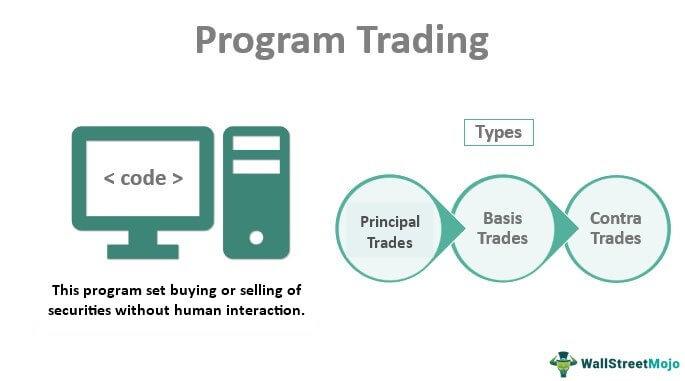 Program Trading
< code >
This program set buying or selling of
securities without human interaction.
Types
Principal
Trades
Basis
Trades
Contra
Trades
WallStreetMojo